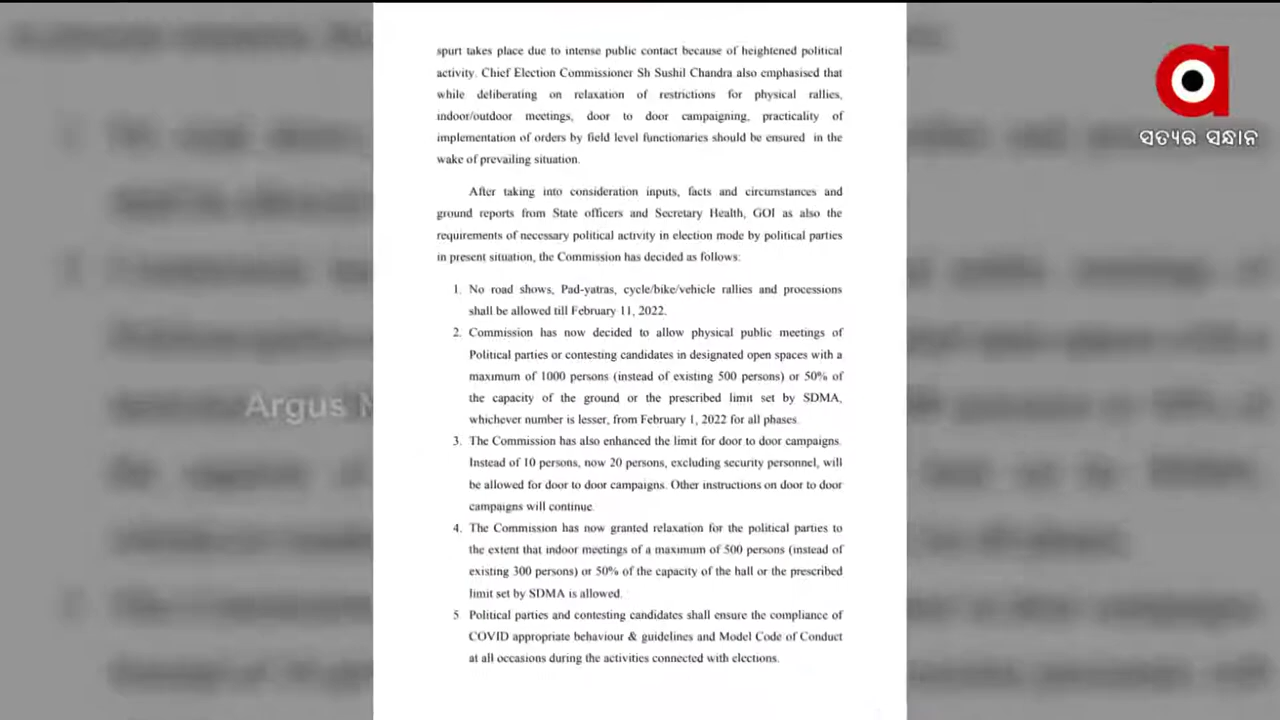 spurt takes place due to intense public contact because of heightened political
activity. Chief Election Commissioner Sh Sushil Chandra also emphasised that
while deliberating on relaxation of restrictions for physical rallies,
indoor/outdoor meetings, door to door campaigning, practicality of
implementation of orders by field level functionaries should be ensured in the
wake of prevailing situation.
After taking into consideration inputs, facts and circumstances and
ground reports from State officers and Secretary Health, GOI as also the
requirements of necessary political activity in election mode by political parties
in present situation, the Commission has decided as follows:
1. No road shows, Pad-yatras, cycle/bike/vehicle rallies and processions
shall be allowed till February 11, 2022.
2. Commission has now decided to allow physical public meetings of
Political parties or contesting candidates in designated open spaces with a
maximum of 1000 persons (instead of existing 500 persons) or 50% of
the capacity of the ground or the prescribed limit set by SDMA,
whichever number is lesser, from February 1, 2022 for all phases.
3. The Commission has also enhanced the limit for door to door campaigns.
Instead of 10 persons, now 20 persons, excluding security personnel, will
be allowed for door to door campaigns. Other instructions on door to door
campaigns will continue.
4. The Commission has now granted relaxation for the political parties to
the extent that indoor meetings of a maximum of 500 persons (instead of
existing 300 persons) or 50% of the capacity of the hall or the prescribed
limit set by SDMA is allowed.
5 Political parties and contesting candidates shall ensure the compliance of
COVID appropriate behaviour & guidelines and Model Code of Conduct
at all occasions during the activities connected with elections.
ସତ୍ୟର ସନ୍ଧାନ
Argus